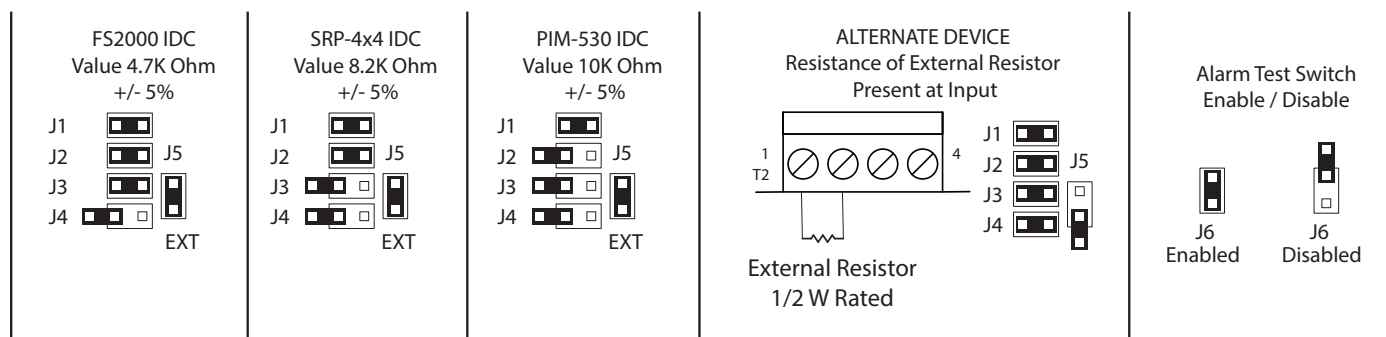 FS2000 IDC
Value 4.7K Ohm
+/- 5%
J1
J2 J5
J3
J4
EXT
SRP-4x4 IDC
Value 8.2K Ohm
+/- 5%
J1
J2 J5
J3
J4
EXT
PIM-530 IDC
Value 10K Ohm
+/- 5%
J1
J2 J5
J3
J4
EXT
ALTERNATE DEVICE
Resistance of External Resistor
Present at Input
1 4
T2
J1
J2 J5
J3
J4
External Resistor
1/2 W Rated
Alarm Test Switch
Enable / Disable
J6
Enabled
J6
Disabled